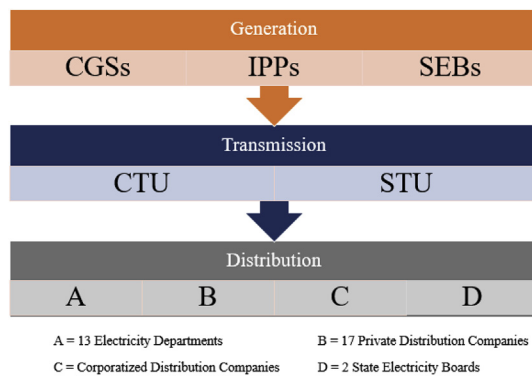 Generation
CGSs IPPs SEBs
Transmission
CTU STU
Distribution
A B C D
A = 13 Electricity Departments B = 17 Private Distribution Companies
C = Corporatized Distribution Companies D = 2 State Electricity Boards